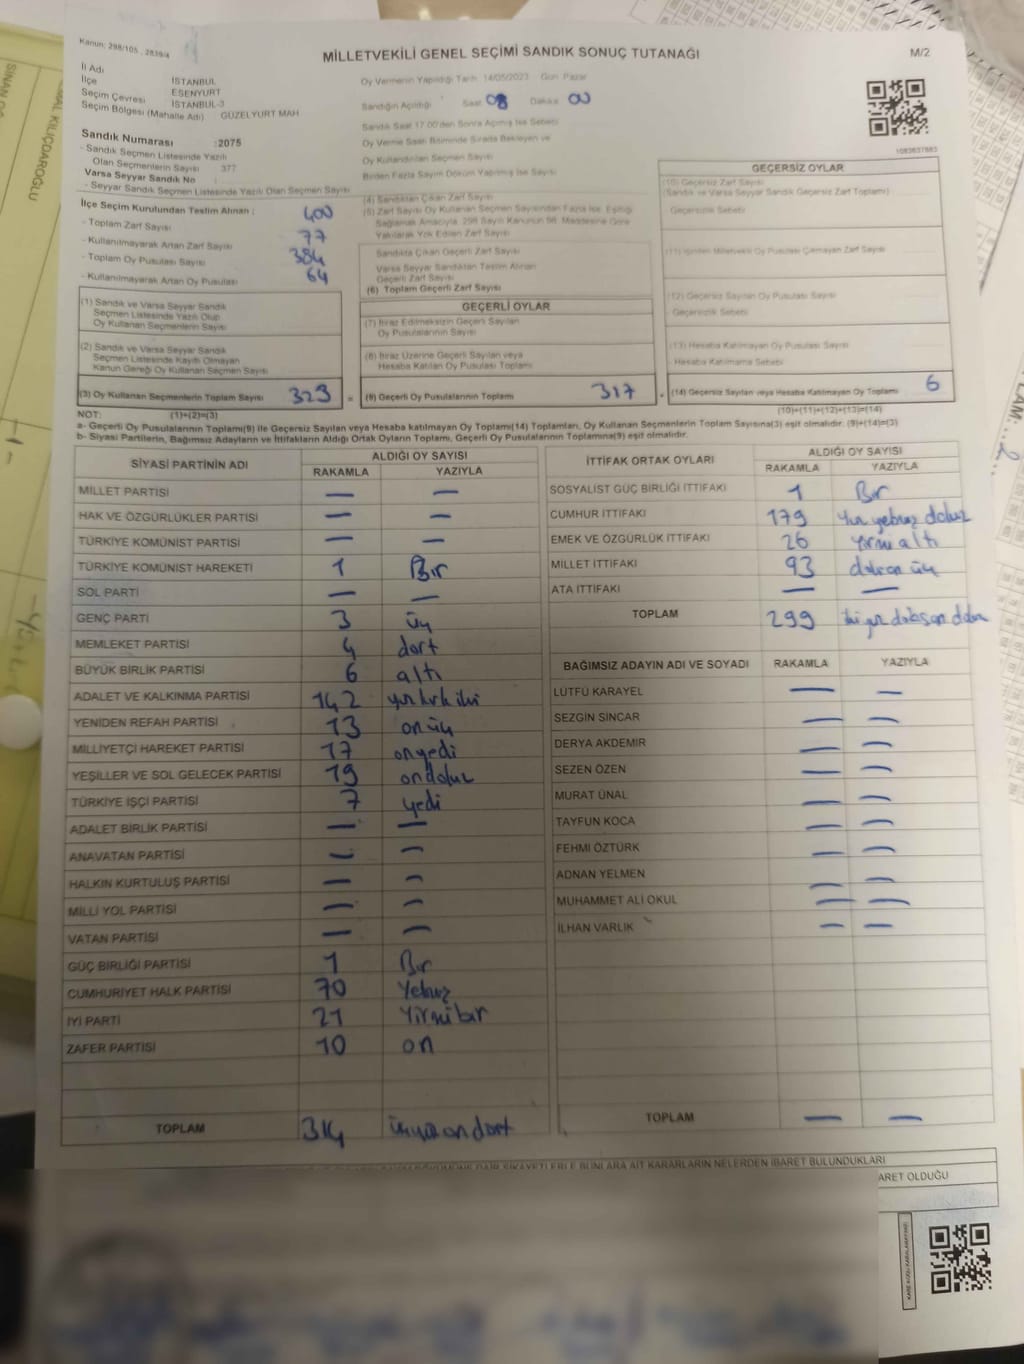 Kanun: 298/105 , 2839/4
MİLLETVEKİLİ GENEL SEÇİMİ SANDIK SONUÇ TUTANAĞI
M/2
İl Adı İSTANBUL
İlçe ESENYURT
Seçim Çevresi İSTANBUL-3
Seçim Bölgesi (Mahalle Adı) GÜZELYURT MAH
Oy Vermenin Yapıldığı Tarih: 14/05/2023 Gün: Pazar
Sandığın Açıldığı Saat 08 Dakika 00
Sandık Saat 17:00'den Sonra Açılmış İse Sebebi
Oy Verme Saati Bitiminde Sırada Bekleyen ve
Oy Kullandırılan Seçmen Sayısı
Birden Fazla Sayım Döküm Yapılmış İse Sayısı
1083637883
Sandık Numarası : 2075
- Sandık Seçmen Listesinde Yazılı
Olan Seçmenlerin Sayısı 377
Varsa Seyyar Sandık No :
- Seyyar Sandık Seçmen Listesinde Yazılı Olan Seçmen Sayısı
İlçe Seçim Kurulundan Teslim Alınan :
- Toplam Zarf Sayısı 400
- Kullanılmayarak Artan Zarf Sayısı 77
- Toplam Oy Pusulası Sayısı 384
- Kullanılmayarak Artan Oy Pusulası 64
(1) Sandık ve Varsa Seyyar Sandık
Seçmen Listesinde Yazılı Olup
Oy Kullanan Seçmenlerin Sayısı
(2) Sandık ve Varsa Seyyar Sandık
Seçmen Listesinde Kayıtlı Olmayan
Kanun Gereği Oy Kullanan Seçmen Sayısı
(3) Oy Kullanan Seçmenlerin Toplam Sayısı 323 =
(4) Sandıktan Çıkan Zarf Sayısı
(5) Zarf Sayısı Oy Kullanan Seçmen Sayısından Fazla İse, Eşitliği
Sağlamak Amacıyla, 298 Sayılı Kanunun 98. Maddesine Göre
Yakılarak Yok Edilen Zarf Sayısı
Sandıkta Çıkan Geçerli Zarf Sayısı
Varsa Seyyar Sandıktan Teslim Alınan
Geçerli Zarf Sayısı
(6) Toplam Geçerli Zarf Sayısı
GEÇERLİ OYLAR
(7) İtiraz Edilmeksizin Geçerli Sayılan
Oy Pusulalarının Sayısı
(8) İtiraz Üzerine Geçerli Sayılan veya
Hesaba Katılan Oy Pusulası Toplamı
(9) Geçerli Oy Pusulalarının Toplamı 317 +
GEÇERSİZ OYLAR
(10) Geçersiz Zarf Sayısı
(Sandık ve Varsa Seyyar Sandık Geçersiz Zarf Toplamı)
Geçersizlik Sebebi
(11) İçinden Milletvekili Oy Pusulası Çıkmayan Zarf Sayısı
(12) Geçersiz Sayılan Oy Pusulası Sayısı
Geçersizlik Sebebi
(13) Hesaba Katılmayan Oy Pusulası Sayısı
Hesaba Katılmama Sebebi
(14) Geçersiz Sayılan veya Hesaba Katılmayan Oy Toplamı 6
NOT: (1)+(2)=(3) (10)+(11)+(12)+(13)=(14)
a- Geçerli Oy Pusulalarının Toplamı(9) ile Geçersiz Sayılan veya Hesaba katılmayan Oy Toplamı(14) Toplamları, Oy Kullanan Seçmenlerin Toplam Sayısına(3) eşit olmalıdır. (9)+(14)=(3)
b- Siyasi Partilerin, Bağımsız Adayların ve İttifakların Aldığı Ortak Oyların Toplamı, Geçerli Oy Pusulalarının Toplamına(9) eşit olmalıdır.
SİYASİ PARTİNİN ADI ALDIĞI OY SAYISI
RAKAMLA YAZIYLA
MİLLET PARTİSİ — —
HAK VE ÖZGÜRLÜKLER PARTİSİ — —
TÜRKİYE KOMÜNİST PARTİSİ — —
TÜRKİYE KOMÜNİST HAREKETİ 1 Bir
SOL PARTİ — —
GENÇ PARTİ 3 üç
MEMLEKET PARTİSİ 4 dört
BÜYÜK BİRLİK PARTİSİ 6 altı
ADALET VE KALKINMA PARTİSİ 142 yüz kırk iki
YENİDEN REFAH PARTİSİ 13 on üç
MİLLİYETÇİ HAREKET PARTİSİ 17 onyedi
YEŞİLLER VE SOL GELECEK PARTİSİ 19 ondokuz
TÜRKİYE İŞÇİ PARTİSİ 7 yedi
ADALET BİRLİK PARTİSİ — —
ANAVATAN PARTİSİ — —
HALKIN KURTULUŞ PARTİSİ — —
MİLLİ YOL PARTİSİ — —
VATAN PARTİSİ — —
GÜÇ BİRLİĞİ PARTİSİ 1 Bir
CUMHURİYET HALK PARTİSİ 70 Yetmiş
İYİ PARTİ 21 Yirmi bir
ZAFER PARTİSİ 10 on
TOPLAM 314 üçyüz on dört
İTTİFAK ORTAK OYLARI ALDIĞI OY SAYISI
RAKAMLA YAZIYLA
SOSYALİST GÜÇ BİRLİĞİ İTTİFAKI 1 Bir
CUMHUR İTTİFAKI 179 yüz yetmiş dokuz
EMEK VE ÖZGÜRLÜK İTTİFAKI 26 yirmi altı
MİLLET İTTİFAKI 93 doksan üç
ATA İTTİFAKI — —
TOPLAM 299 iki yüz doksan dokuz
BAĞIMSIZ ADAYIN ADI VE SOYADI RAKAMLA YAZIYLA
LÜTFÜ KARAYEL — —
SEZGİN SİNCAR — —
DERYA AKDEMİR — —
SEZEN ÖZEN — —
MURAT ÜNAL — —
TAYFUN KOCA — —
FEHMİ ÖZTÜRK — —
ADNAN YELMEN — —
MUHAMMET ALİ OKUL — —
İLHAN VARLIK — —
TOPLAM — —
ŞİKAYETLERLE BUNLARA AİT KARARLARIN NELERDEN İBARET BULUNDUKLARI
ARET OLDUĞU
KARE KODU KARALAMAYINIZ!
KILIÇDAROĞLU